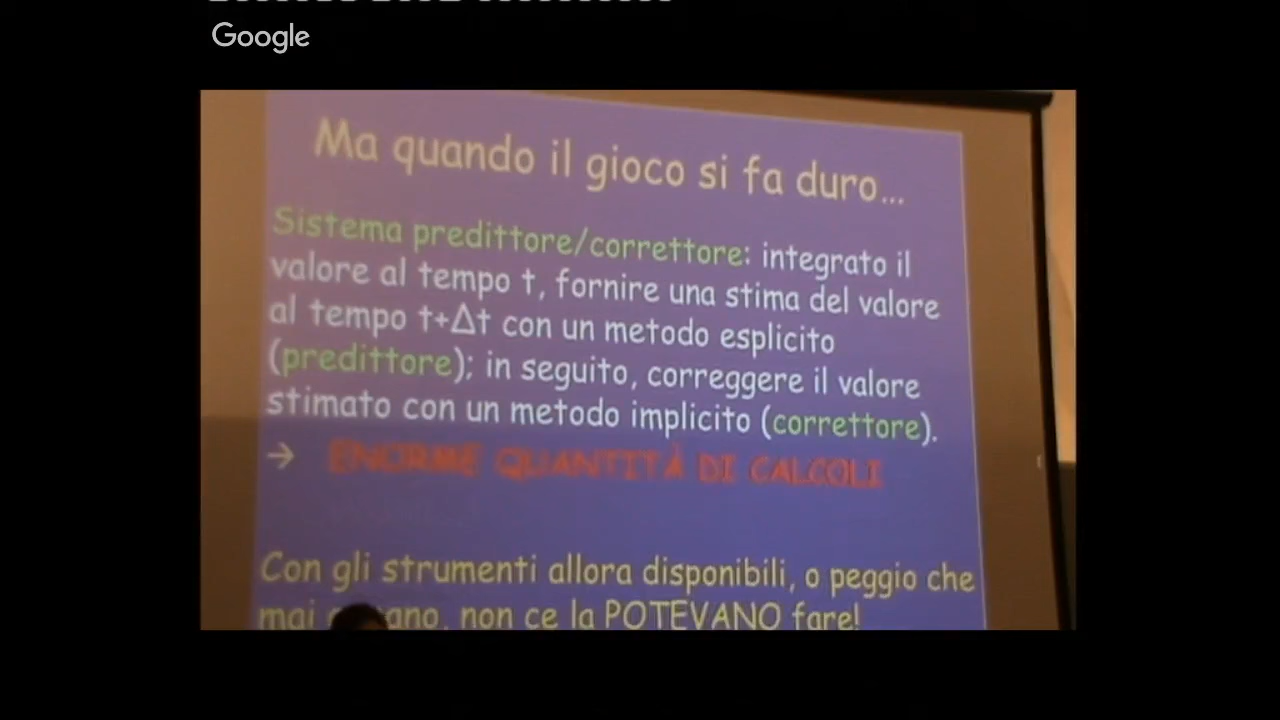 Google
Ma quando il gioco si fa duro...
Sistema predittore/correttore: integrato il
valore al tempo t, fornire una stima del valore
al tempo t+Δt con un metodo esplicito
(predittore); in seguito, correggere il valore
stimato con un metodo implicito (correttore).
→ ENORME QUANTITÀ DI CALCOLI
Con gli strumenti allora disponibili, o peggio che
mai non ce la POTEVANO fare!